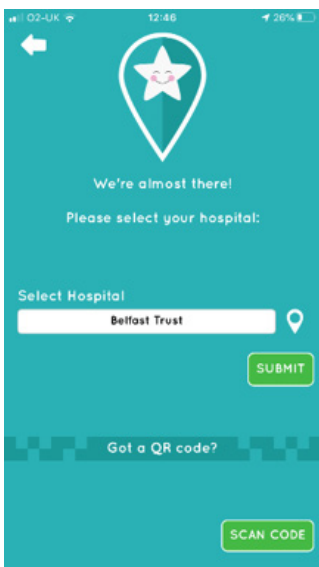 O2-UK 12:46 26%
We're almost there!
Please select your hospital:
Select Hospital
Belfast Trust
SUBMIT
Got a QR code?
SCAN CODE